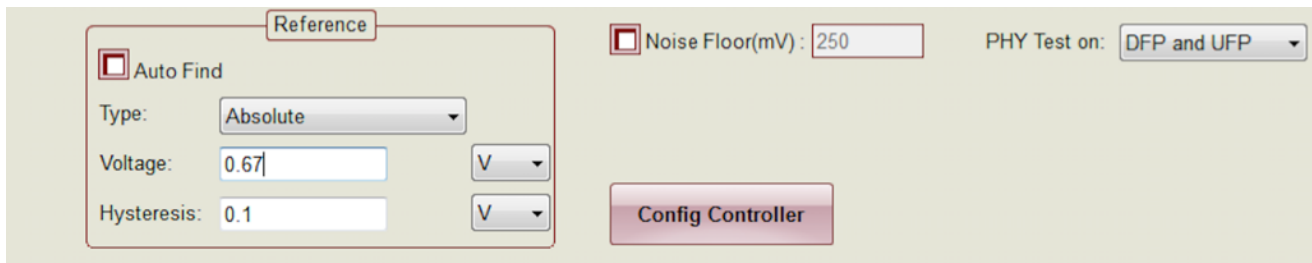 Reference
Auto Find
Type: Absolute
Voltage: 0.67 V
Hysteresis: 0.1 V
Noise Floor(mV) : 250
PHY Test on: DFP and UFP
Config Controller